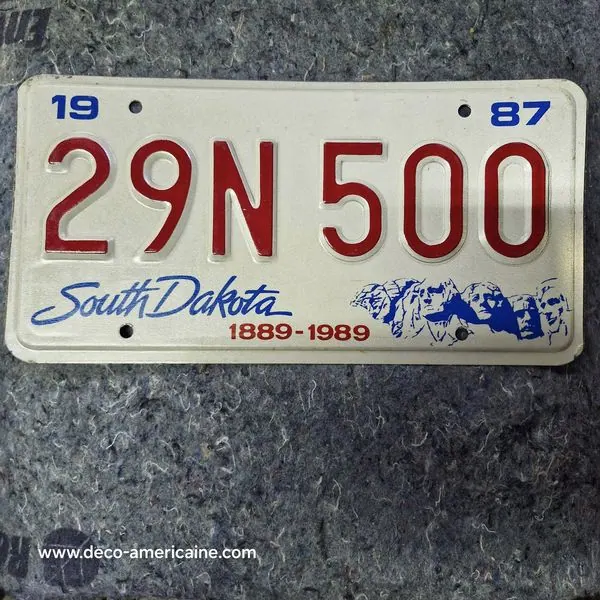 19 87
29N 500
South Dakota
1889-1989
www.deco-americaine.com